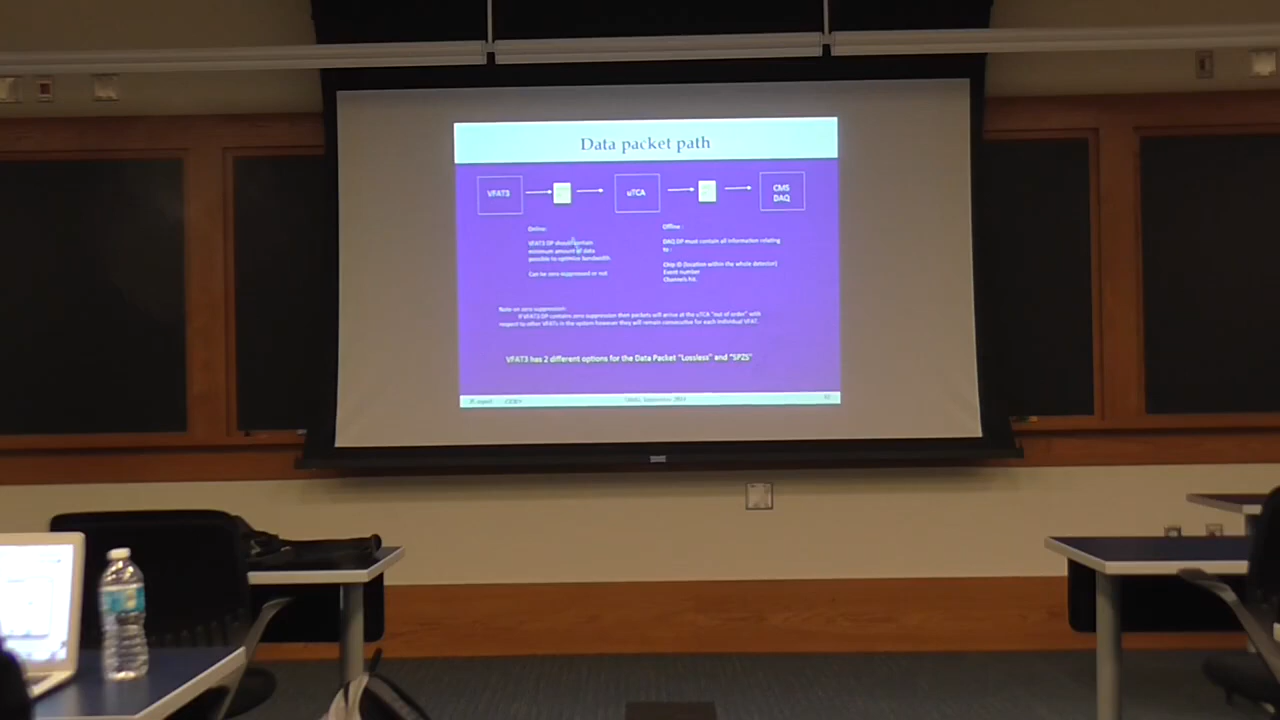 Data packet path
VFAT3
uTCA
CMS
DAQ
Online:
VFAT3 DP should contain
minimum amount of data
possible to optimise bandwidth.
Can be zero suppressed or not
Offline :
DAQ DP must contain all information relating
to :
Chip ID (location within the whole detector)
Event number
Channels hit.
Note on zero suppression:
If VFAT3 DP contains zero suppression then packets will arrive at the uTCA "out of order" with
respect to other VFATs in the system however they will remain consecutive for each individual VFAT.
VFAT3 has 2 different options for the Data Packet "Lossless" and "SPZS"